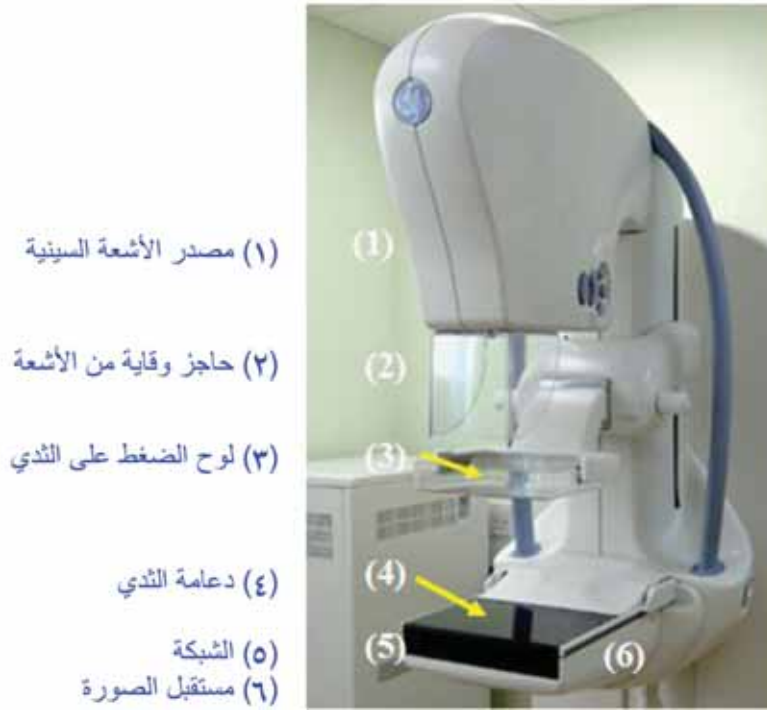 (١) مصدر الأشعة السينية
(1)
(٢) حاجز وقاية من الأشعة
(2)
(٣) لوح الضغط على الثدي
(3)
(٤) دعامة الثدي
(4)
(٥) الشبكة
(5)
(٦) مستقبل الصورة
(6)